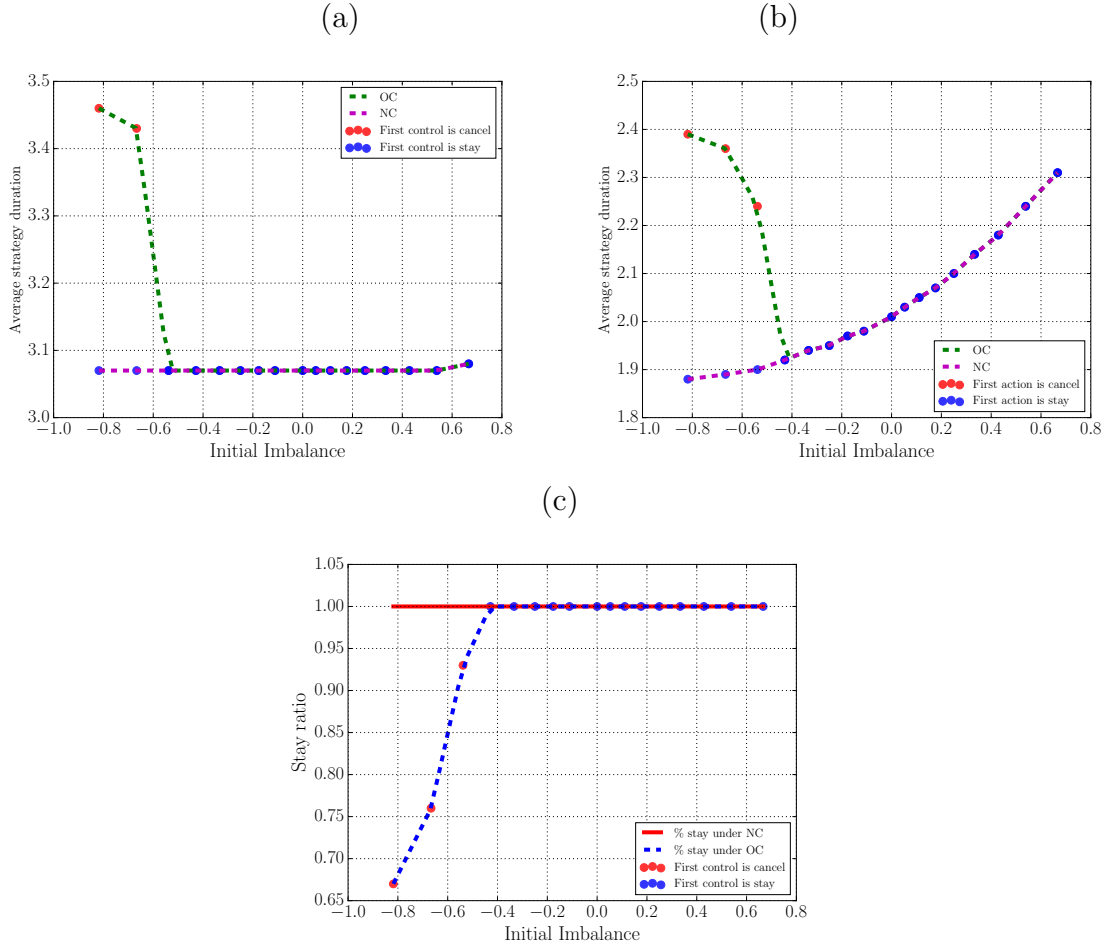 (a)
3.5
3.4
3.3
3.2
3.1
3.0
Average strategy duration
−1.0 −0.8 −0.6 −0.4 −0.2 0.0 0.2 0.4 0.6 0.8
Initial Imbalance
OC
NC
First control is cancel
First control is stay
(b)
2.5
2.4
2.3
2.2
2.1
2.0
1.9
1.8
Average strategy duration
−1.0 −0.8 −0.6 −0.4 −0.2 0.0 0.2 0.4 0.6 0.8
Initial Imbalance
OC
NC
First action is cancel
First action is stay
(c)
1.05
1.00
0.95
0.90
0.85
0.80
0.75
0.70
0.65
Stay ratio
−1.0 −0.8 −0.6 −0.4 −0.2 0.0 0.2 0.4 0.6 0.8
Initial Imbalance
% stay under NC
% stay under OC
First control is cancel
First control is stay